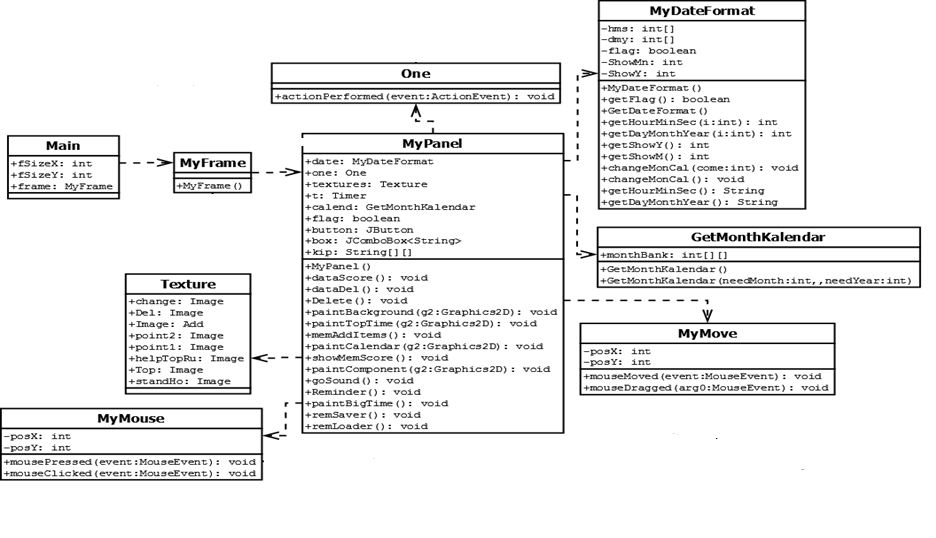 MyDateFormat
-hms: int[]
-dmy: int[]
-flag: boolean
-ShowMn: int
-ShowY: int
+MyDateFormat()
+getFlag(): boolean
+GetDateFormat()
+getHourMinSec(i:int): int
+getDayMonthYear(i:int): int
+getShowY(): int
+getShowM(): int
+changeMonCal(come:int): void
+changeMonCal(): void
+getHourMinSec(): String
+getDayMonthYear(): String
One
+actionPerformed(event:ActionEvent): void
Main
+fSizeX: int
+fSizeY: int
+frame: MyFrame
MyFrame
+MyFrame()
MyPanel
+date: MyDateFormat
+one: One
+textures: Texture
+t: Timer
+calend: GetMonthKalendar
+flag: boolean
+button: JButton
+box: JComboBox<String>
+kip: String[][]
+MyPanel()
+dataScore(): void
+dataDel(): void
+Delete(): void
+paintBackground(g2:Graphics2D): void
+paintTopTime(g2:Graphics2D): void
+memAddItems(): void
+paintCalendar(g2:Graphics2D): void
+showMemScore(): void
+paintComponent(g2:Graphics2D): void
+goSound(): void
+Reminder(): void
+paintBigTime(): void
+remSaver(): void
+remLoader(): void
GetMonthKalendar
+monthBank: int[][]
+GetMonthKalendar()
+GetMonthKalendar(needMonth:int,,needYear:int)
Texture
+change: Image
+Del: Image
+Image: Add
+point2: Image
+point1: Image
+helpTopRu: Image
+Top: Image
+standHo: Image
MyMove
-posX: int
-posY: int
+mouseMoved(event:MouseEvent): void
+mouseDragged(arg0:MouseEvent): void
MyMouse
-posX: int
-posY: int
+mousePressed(event:MouseEvent): void
+mouseClicked(event:MouseEvent): void